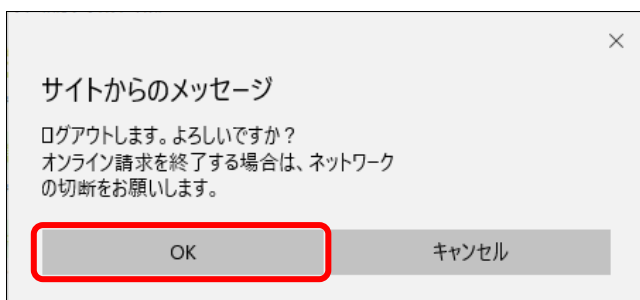 サイトからのメッセージ
ログアウトします。よろしいですか？
オンライン請求を終了する場合は、ネットワーク
の切断をお願いします。
OK キャンセル